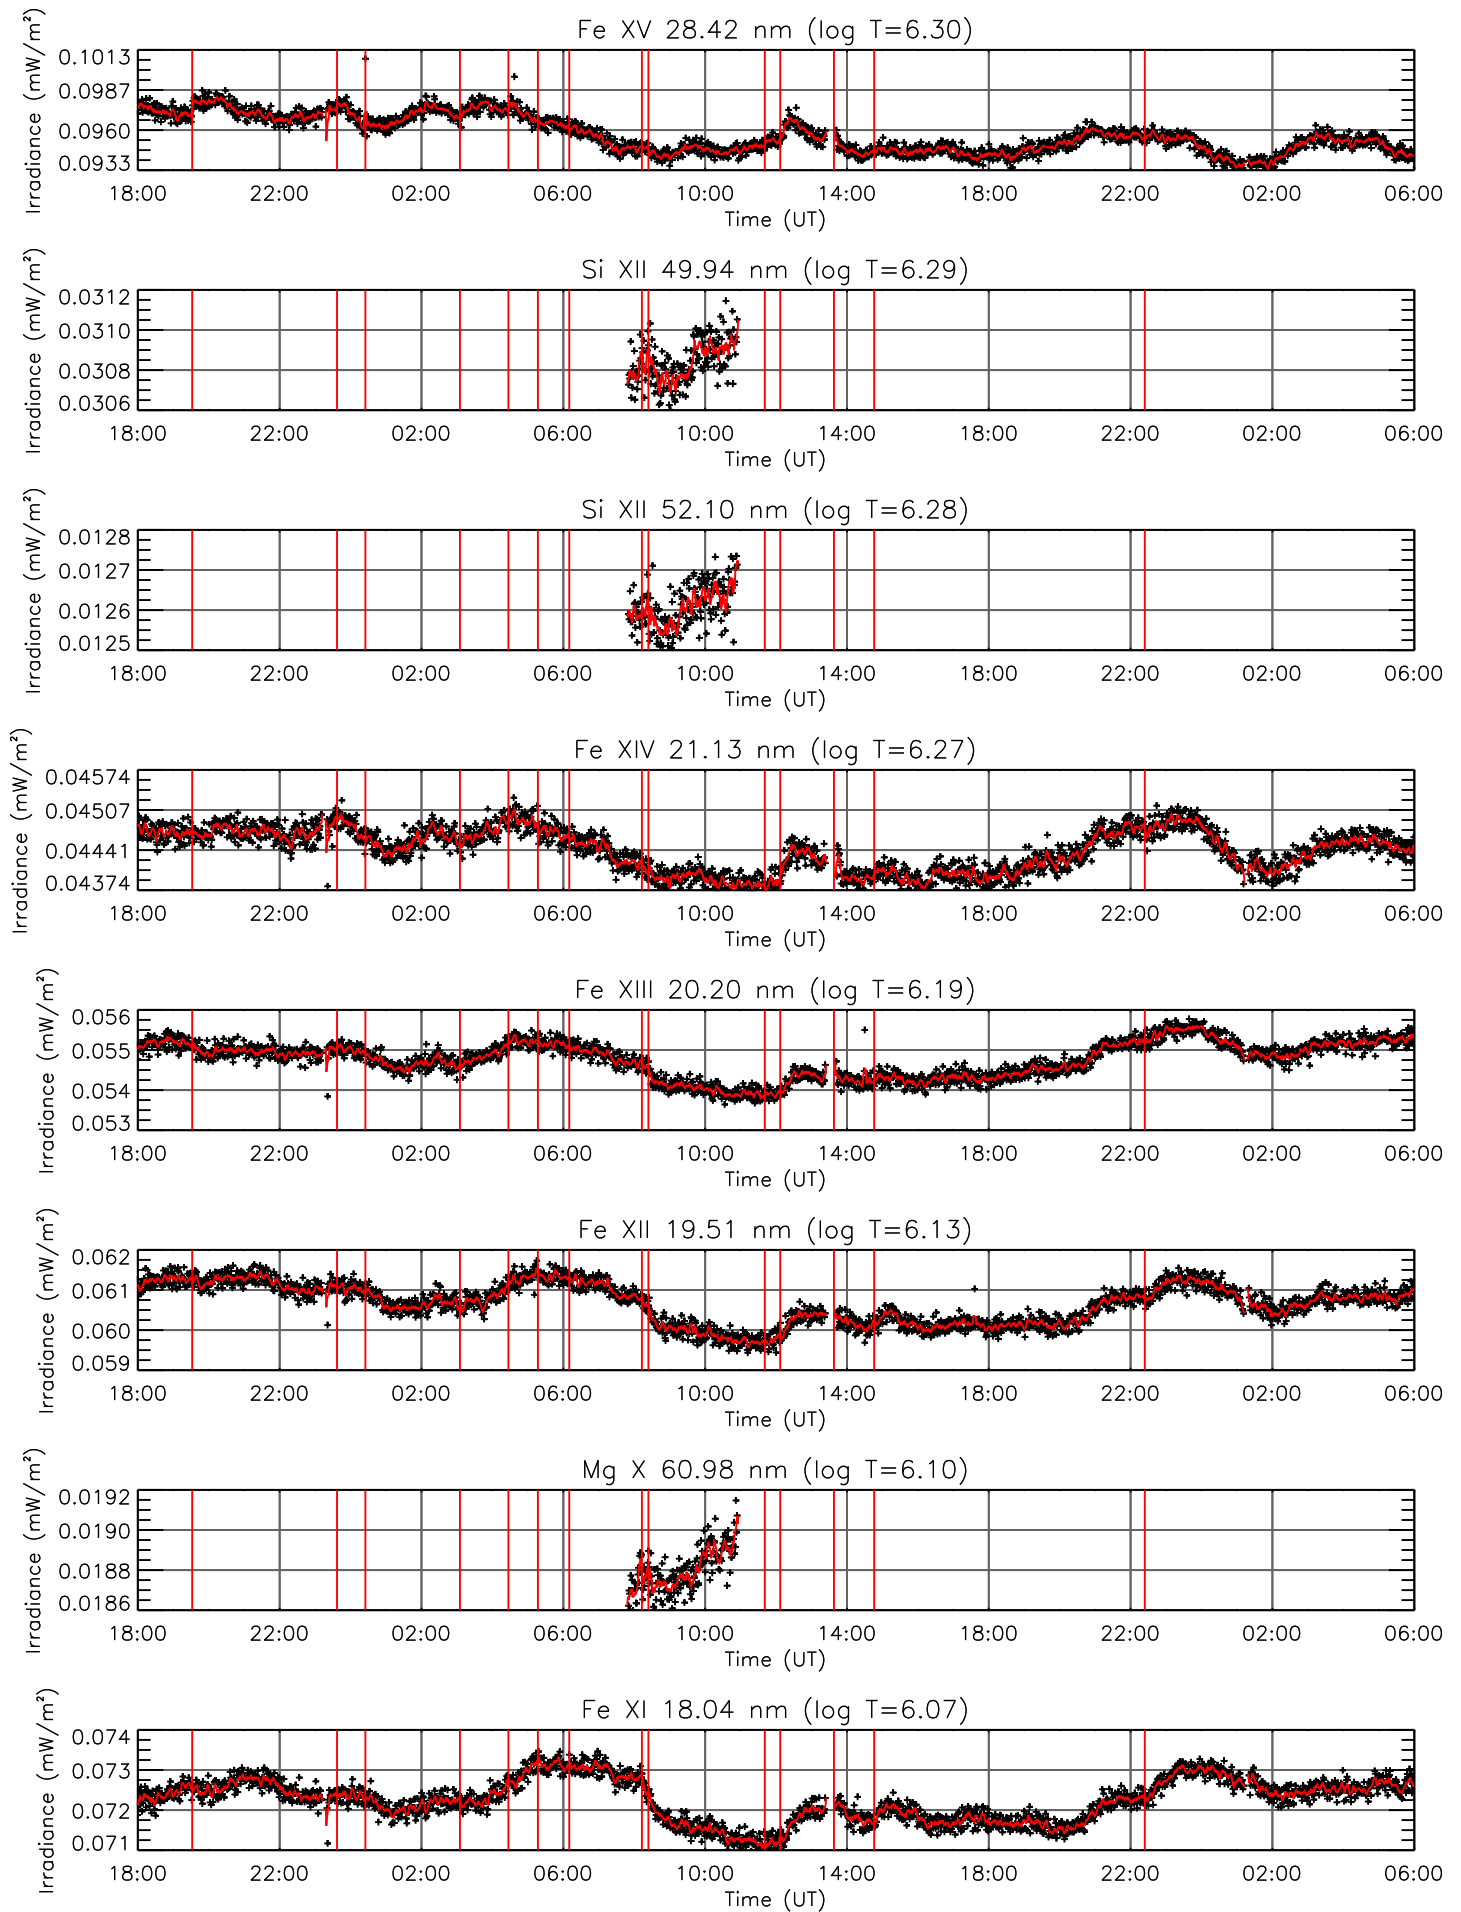 Fe XV 28.42 nm (log T=6.30)
Irradiance (mW/m²)
0.1013
0.0987
0.0960
0.0933
18:00 22:00 02:00 06:00 10:00 14:00 18:00 22:00 02:00 06:00
Time (UT)
Si XII 49.94 nm (log T=6.29)
Irradiance (mW/m²)
0.0312
0.0310
0.0308
0.0306
18:00 22:00 02:00 06:00 10:00 14:00 18:00 22:00 02:00 06:00
Time (UT)
Si XII 52.10 nm (log T=6.28)
Irradiance (mW/m²)
0.0128
0.0127
0.0126
0.0125
18:00 22:00 02:00 06:00 10:00 14:00 18:00 22:00 02:00 06:00
Time (UT)
Fe XIV 21.13 nm (log T=6.27)
Irradiance (mW/m²)
0.04574
0.04507
0.04441
0.04374
18:00 22:00 02:00 06:00 10:00 14:00 18:00 22:00 02:00 06:00
Time (UT)
Fe XIII 20.20 nm (log T=6.19)
Irradiance (mW/m²)
0.056
0.055
0.054
0.053
18:00 22:00 02:00 06:00 10:00 14:00 18:00 22:00 02:00 06:00
Time (UT)
Fe XII 19.51 nm (log T=6.13)
Irradiance (mW/m²)
0.062
0.061
0.060
0.059
18:00 22:00 02:00 06:00 10:00 14:00 18:00 22:00 02:00 06:00
Time (UT)
Mg X 60.98 nm (log T=6.10)
Irradiance (mW/m²)
0.0192
0.0190
0.0188
0.0186
18:00 22:00 02:00 06:00 10:00 14:00 18:00 22:00 02:00 06:00
Time (UT)
Fe XI 18.04 nm (log T=6.07)
Irradiance (mW/m²)
0.074
0.073
0.072
0.071
18:00 22:00 02:00 06:00 10:00 14:00 18:00 22:00 02:00 06:00
Time (UT)